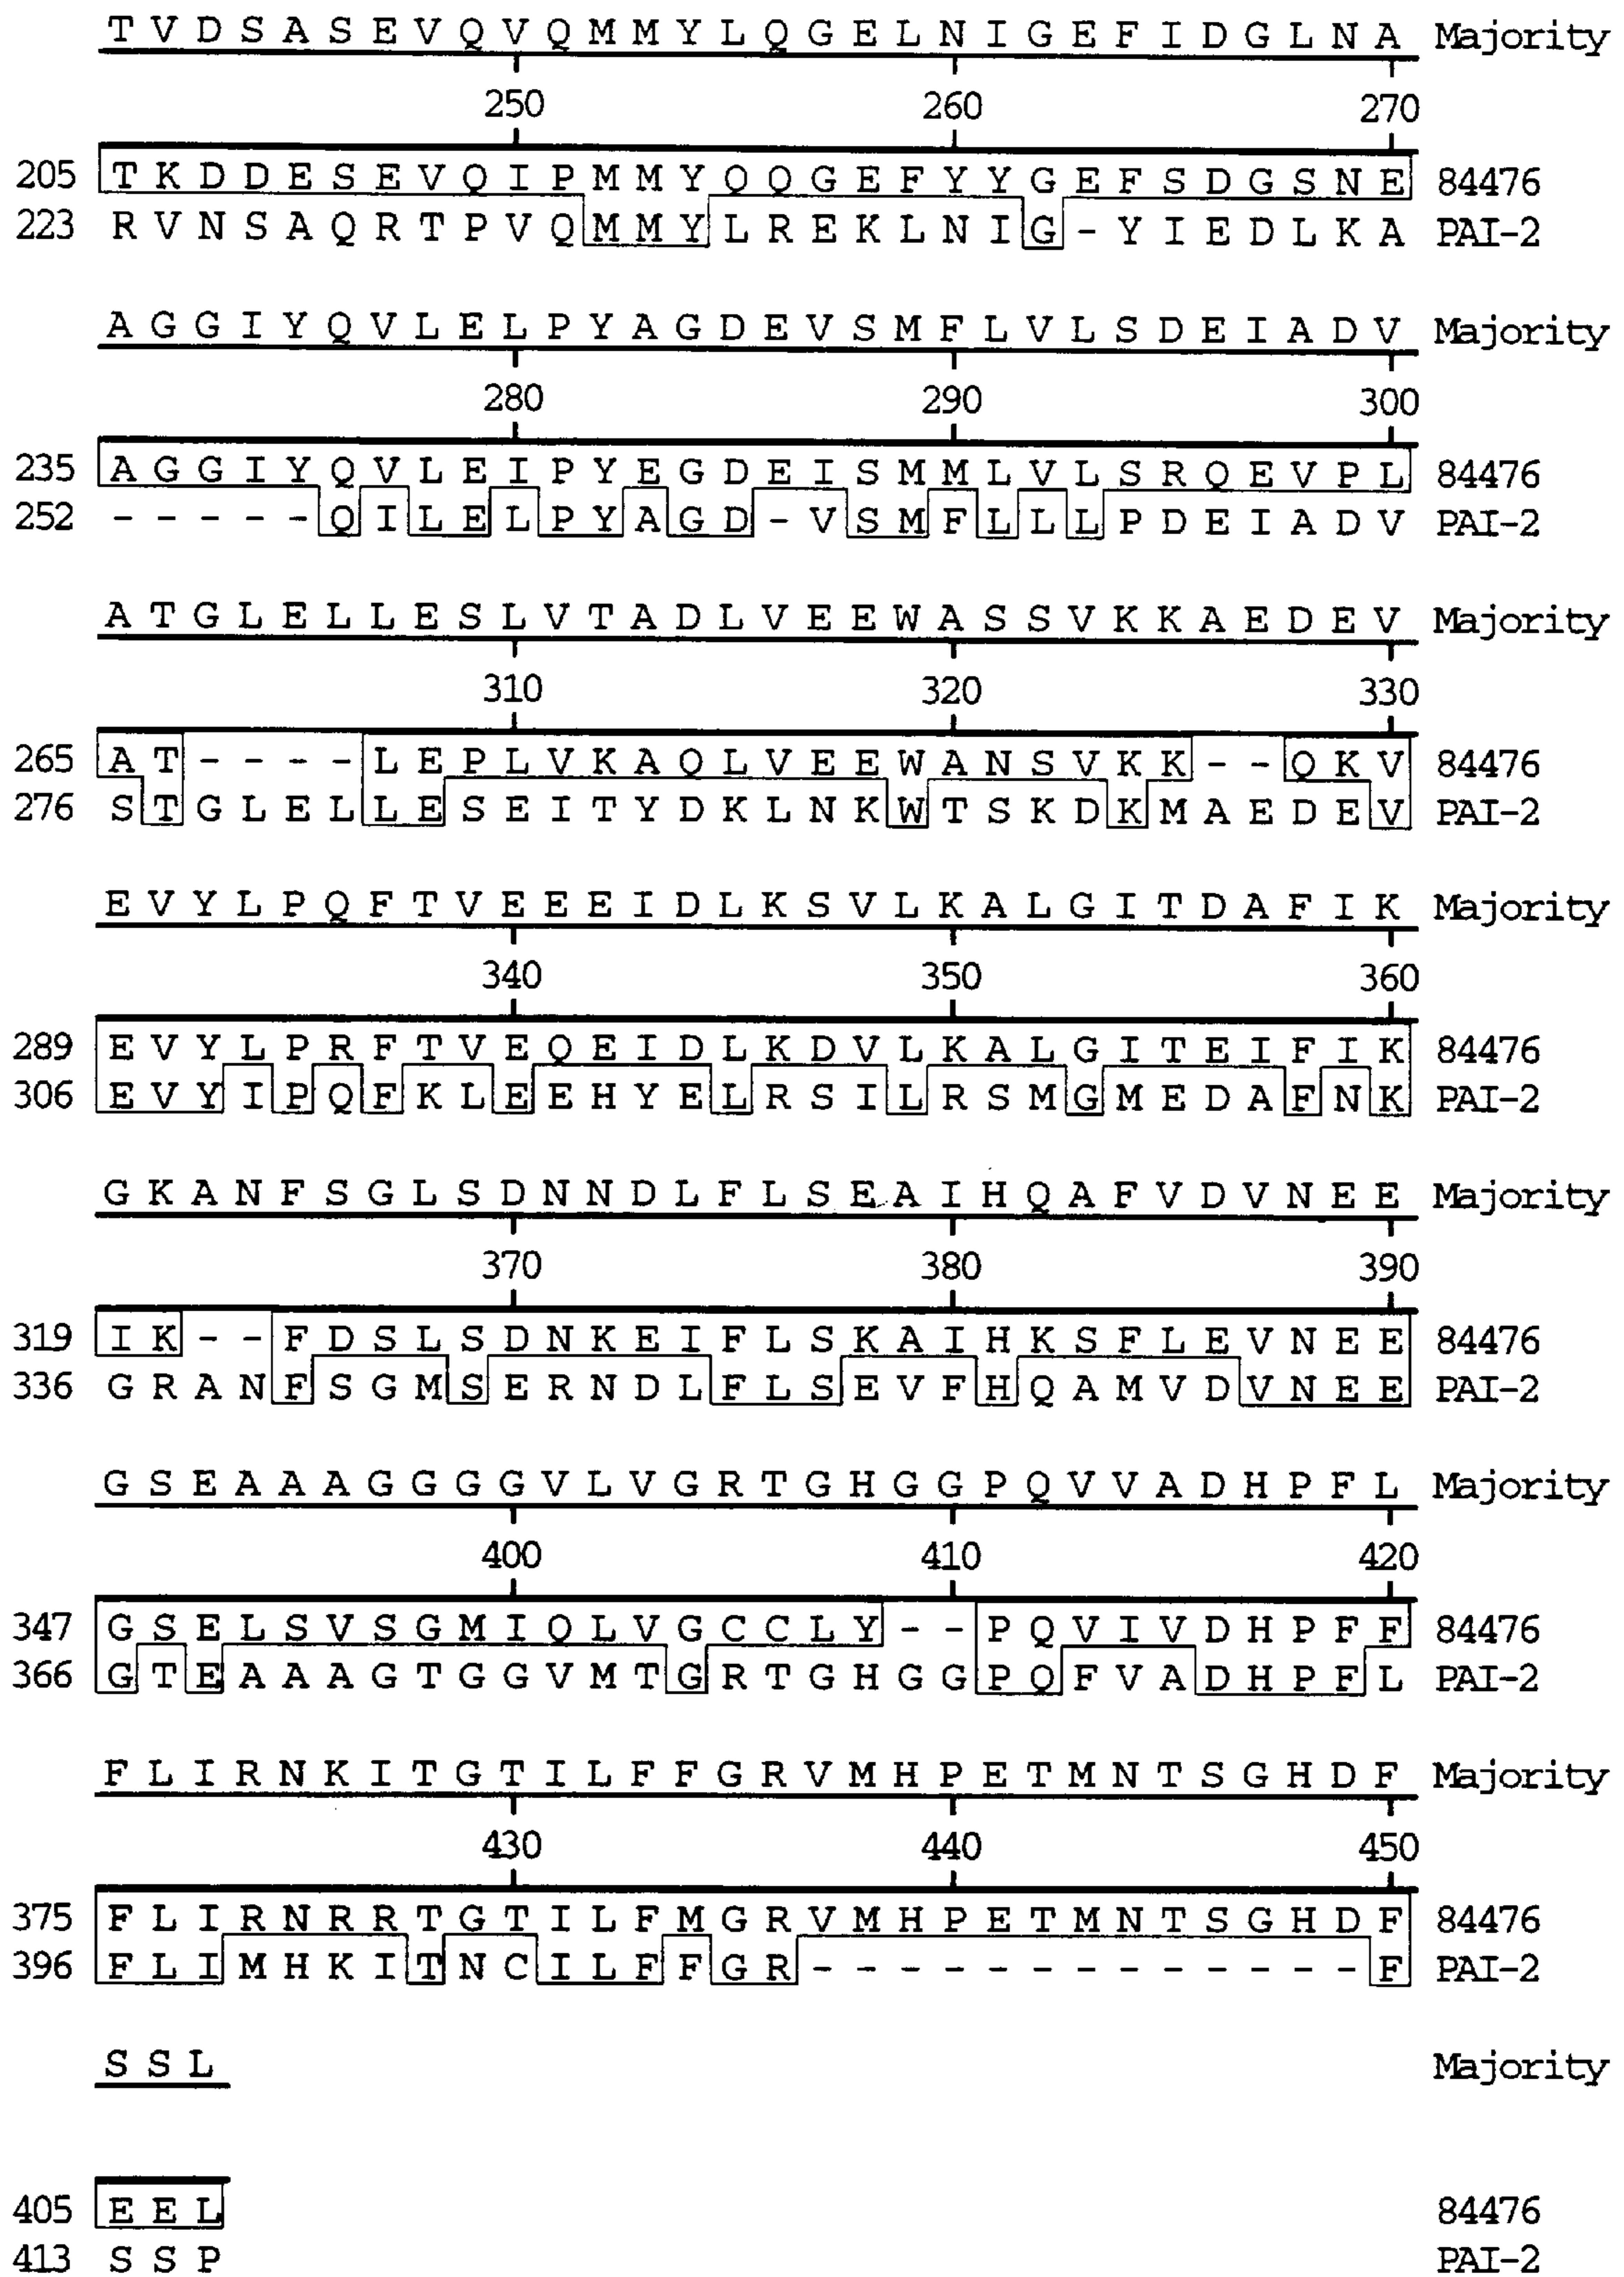 T V D S A S E V Q V Q M M Y L Q G E L N I G E F I D G L N A Majority
250 260 270
205 T K D D E S E V Q I P M M Y Q Q G E F Y Y G E F S D G S N E 84476
223 R V N S A Q R T P V Q M M Y L R E K L N I G - Y I E D L K A PAI-2
A G G I Y Q V L E L P Y A G D E V S M F L V L S D E I A D V Majority
280 290 300
235 A G G I Y Q V L E I P Y E G D E I S M M L V L S R Q E V P L 84476
252 - - - - - Q I L E L P Y A G D - V S M F L L L P D E I A D V PAI-2
A T G L E L L E S L V T A D L V E E W A S S V K K A E D E V Majority
310 320 330
265 A T - - - - L E P L V K A Q L V E E W A N S V K K - - Q K V 84476
276 S T G L E L L E S E I T Y D K L N K W T S K D K M A E D E V PAI-2
E V Y L P Q F T V E E E I D L K S V L K A L G I T D A F I K Majority
340 350 360
289 E V Y L P R F T V E Q E I D L K D V L K A L G I T E I F I K 84476
306 E V Y I P Q F K L E E H Y E L R S I L R S M G M E D A F N K PAI-2
G K A N F S G L S D N N D L F L S E A I H Q A F V D V N E E Majority
370 380 390
319 I K - - F D S L S D N K E I F L S K A I H K S F L E V N E E 84476
336 G R A N F S G M S E R N D L F L S E V F H Q A M V D V N E E PAI-2
G S E A A A G G G G V L V G R T G H G G P Q V V A D H P F L Majority
400 410 420
347 G S E L S V S G M I Q L V G C C L Y - - P Q V I V D H P F F 84476
366 G T E A A A G T G G V M T G R T G H G G P Q F V A D H P F L PAI-2
F L I R N K I T G T I L F F G R V M H P E T M N T S G H D F Majority
430 440 450
375 F L I R N R R T G T I L F M G R V M H P E T M N T S G H D F 84476
396 F L I M H K I T N C I L F F G R - - - - - - - - - - - - - F PAI-2
S S L Majority
405 E E L 84476
413 S S P PAI-2